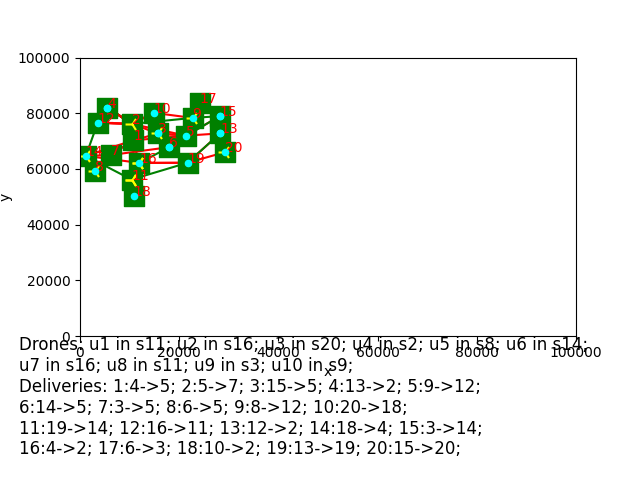 100000
80000
60000
40000
20000
0
y
17
15
13
20
0
20000
40000
60000
80000
100000
x
Drones: u1 in s11; u2 in s16; u3 in s20; u4 in s2; u5 in s8; u6 in s14;
u7 in s16; u8 in s11; u9 in s3; u10 in s9;
Deliveries: 1:4->5; 2:5->7; 3:15->5; 4:13->2; 5:9->12;
6:14->5; 7:3->5; 8:6->5; 9:8->12; 10:20->18;
11:19->14; 12:16->11; 13:12->2; 14:18->4; 15:3->14;
16:4->2; 17:6->3; 18:10->2; 19:13->19; 20:15->20;